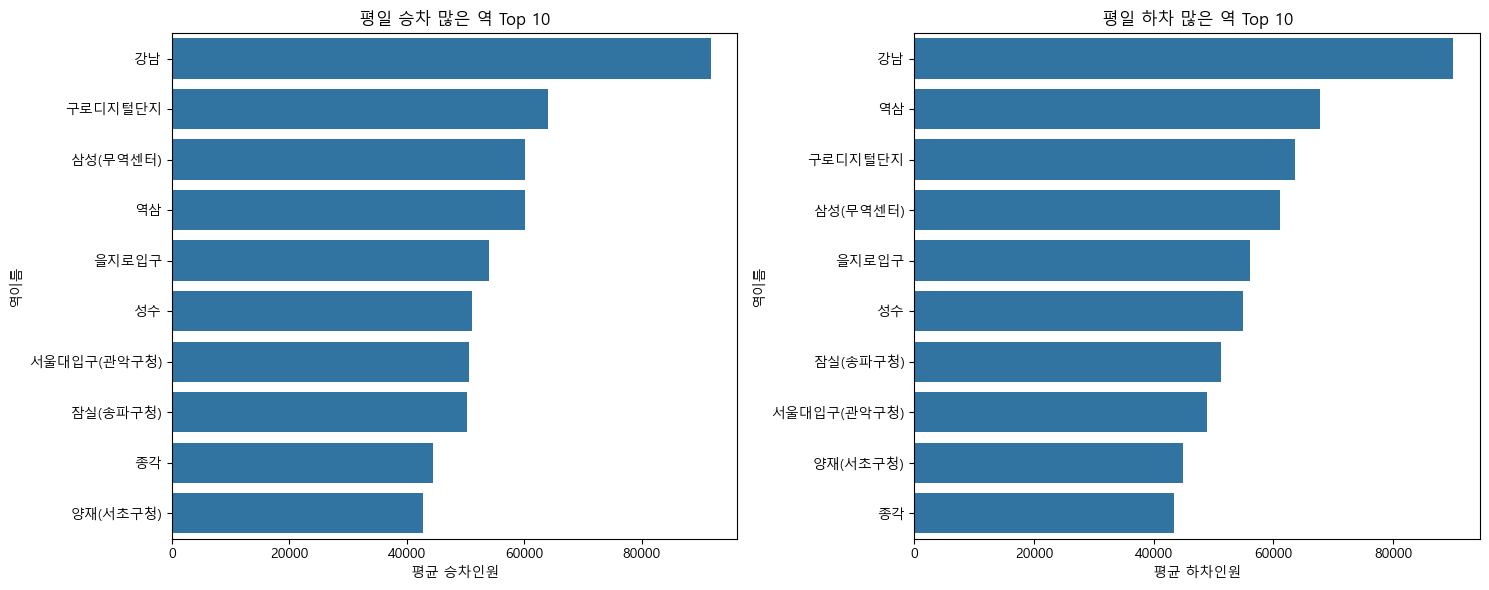 평일 승차 많은 역 Top 10
역이름
강남
구로디지털단지
삼성(무역센터)
역삼
을지로입구
성수
서울대입구(관악구청)
잠실(송파구청)
종각
양재(서초구청)
0 20000 40000 60000 80000
평균 승차인원
평일 하차 많은 역 Top 10
역이름
강남
역삼
구로디지털단지
삼성(무역센터)
을지로입구
성수
잠실(송파구청)
서울대입구(관악구청)
양재(서초구청)
종각
0 20000 40000 60000 80000
평균 하차인원